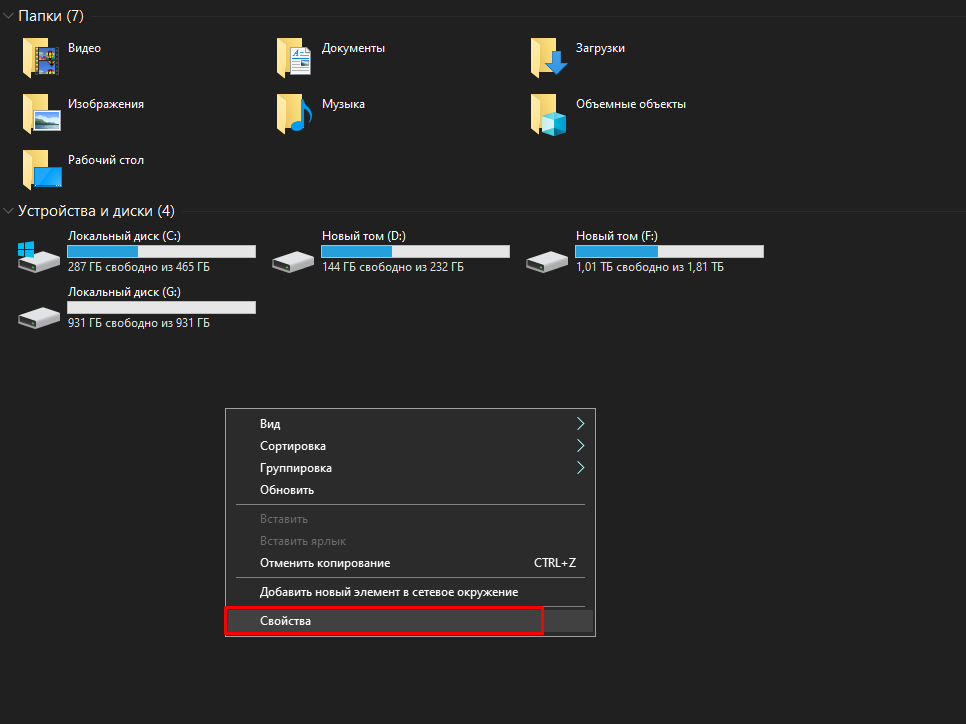 Папки (7)
Видео
Документы
Загрузки
Изображения
Музыка
Объемные объекты
Рабочий стол
Устройства и диски (4)
Локальный диск (C:)
287 ГБ свободно из 465 ГБ
Новый том (D:)
144 ГБ свободно из 232 ГБ
Новый том (F:)
1,01 ТБ свободно из 1,81 ТБ
Локальный диск (G:)
931 ГБ свободно из 931 ГБ
Вид
Сортировка
Группировка
Обновить
Вставить
Вставить ярлык
Отменить копирование CTRL+Z
Добавить новый элемент в сетевое окружение
Свойства